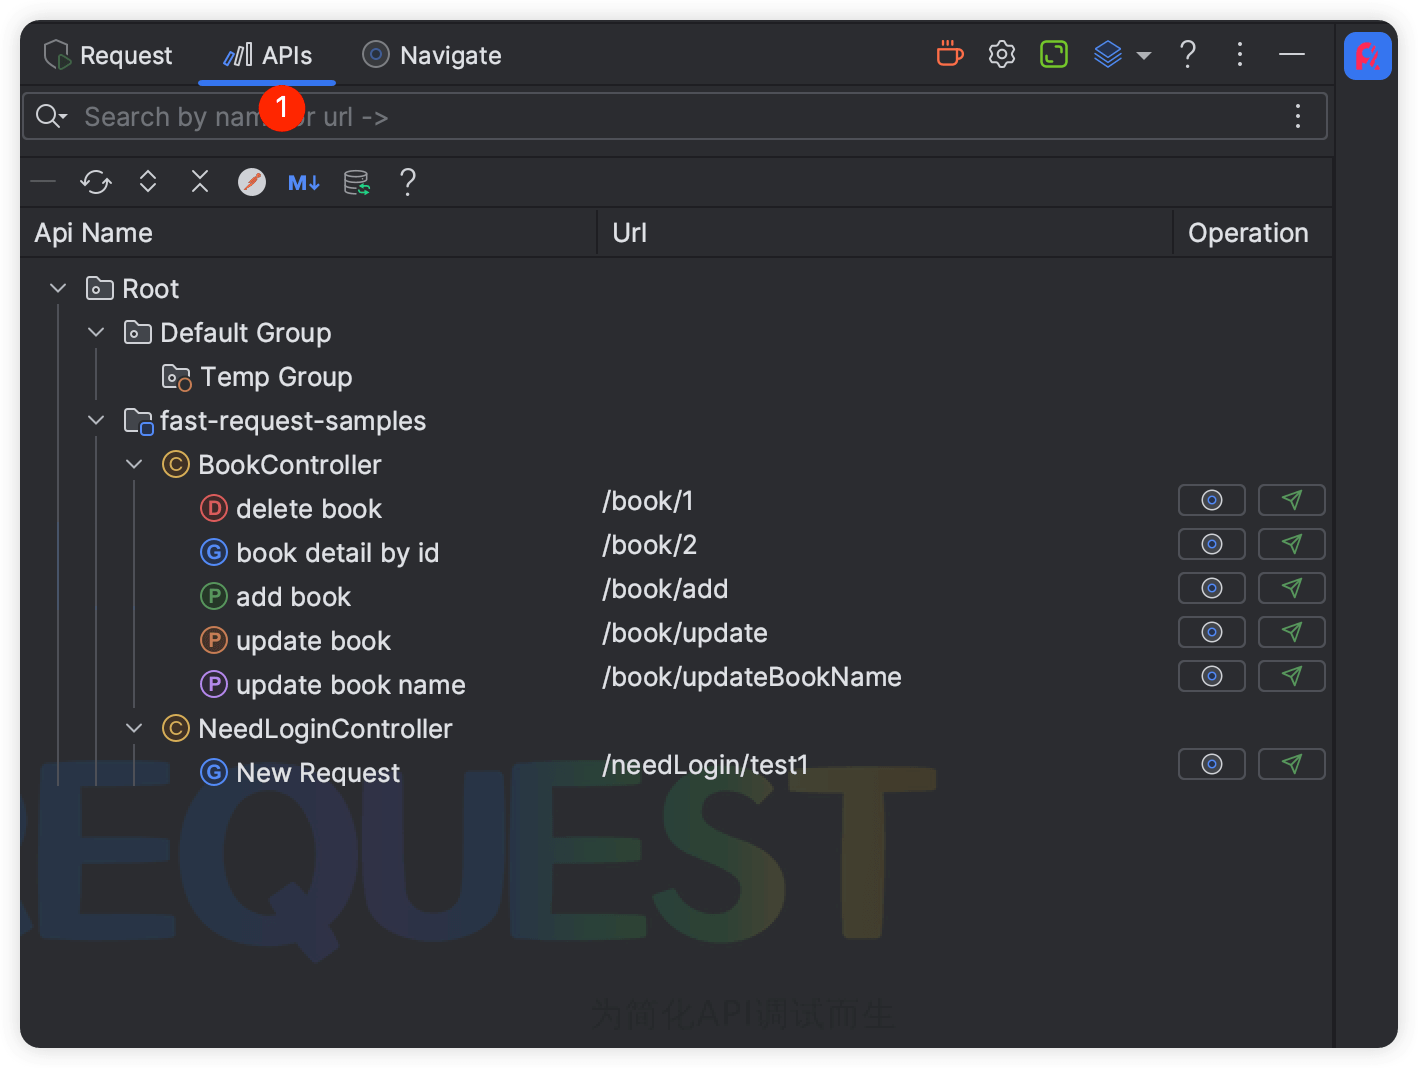 Request APIs Navigate
1
Search by name or url ->
M↓ ?
Api Name Url Operation
Root
Default Group
Temp Group
fast-request-samples
C BookController
D delete book /book/1
G book detail by id /book/2
P add book /book/add
P update book /book/update
P update book name /book/updateBookName
C NeedLoginController
G New Request /needLogin/test1
REQUEST
为简化API调试而生